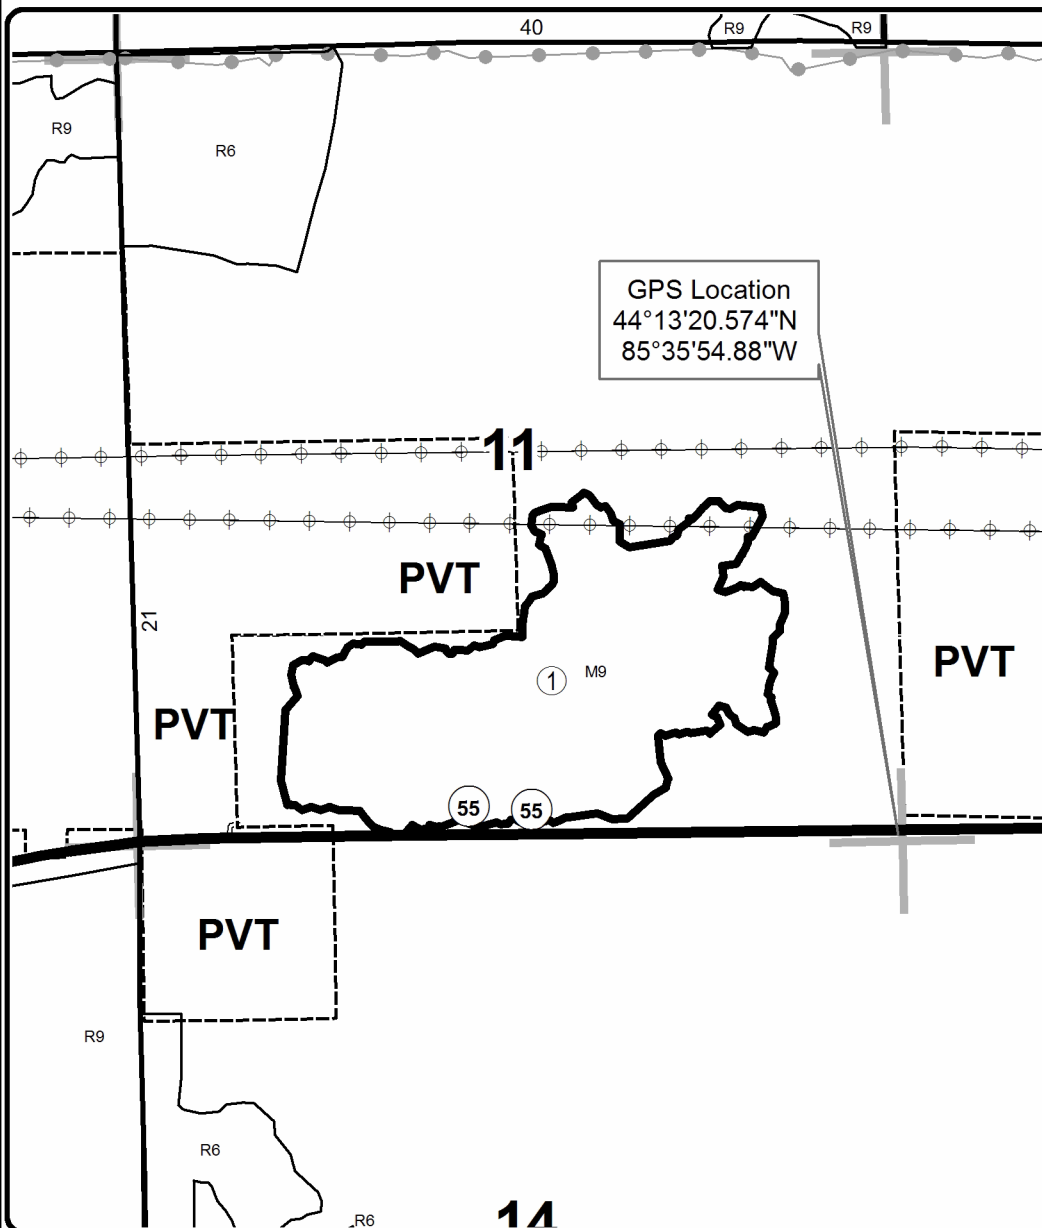 40
R9
R9
R9
R6
GPS Location
44°13'20.574"N
85°35'54.88"W
11
PVT
21
PVT
1
M9
PVT
55
55
PVT
R9
R6
R6
14